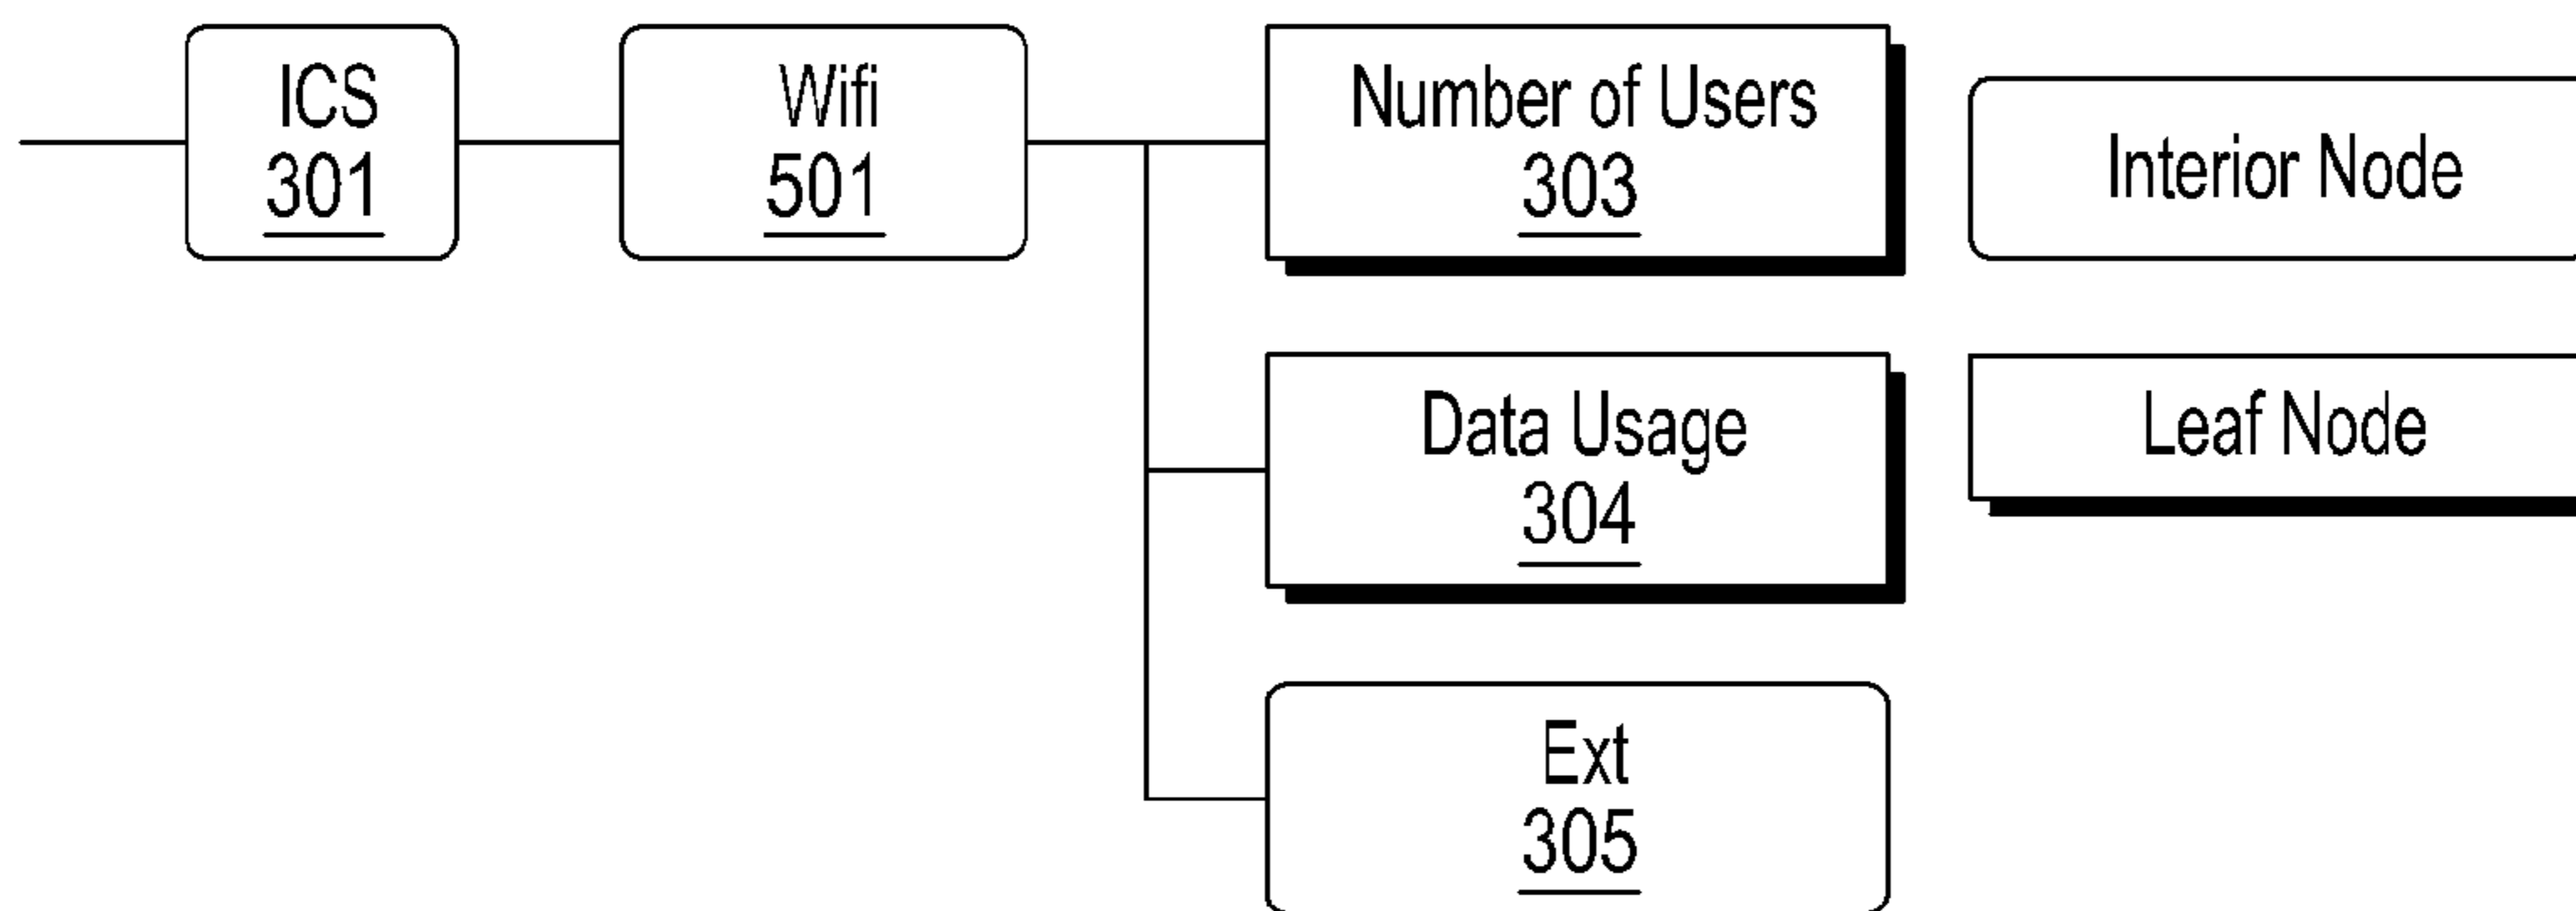 ICS
301
Wifi
501
Number of Users
303
Interior Node
Data Usage
304
Leaf Node
Ext
305